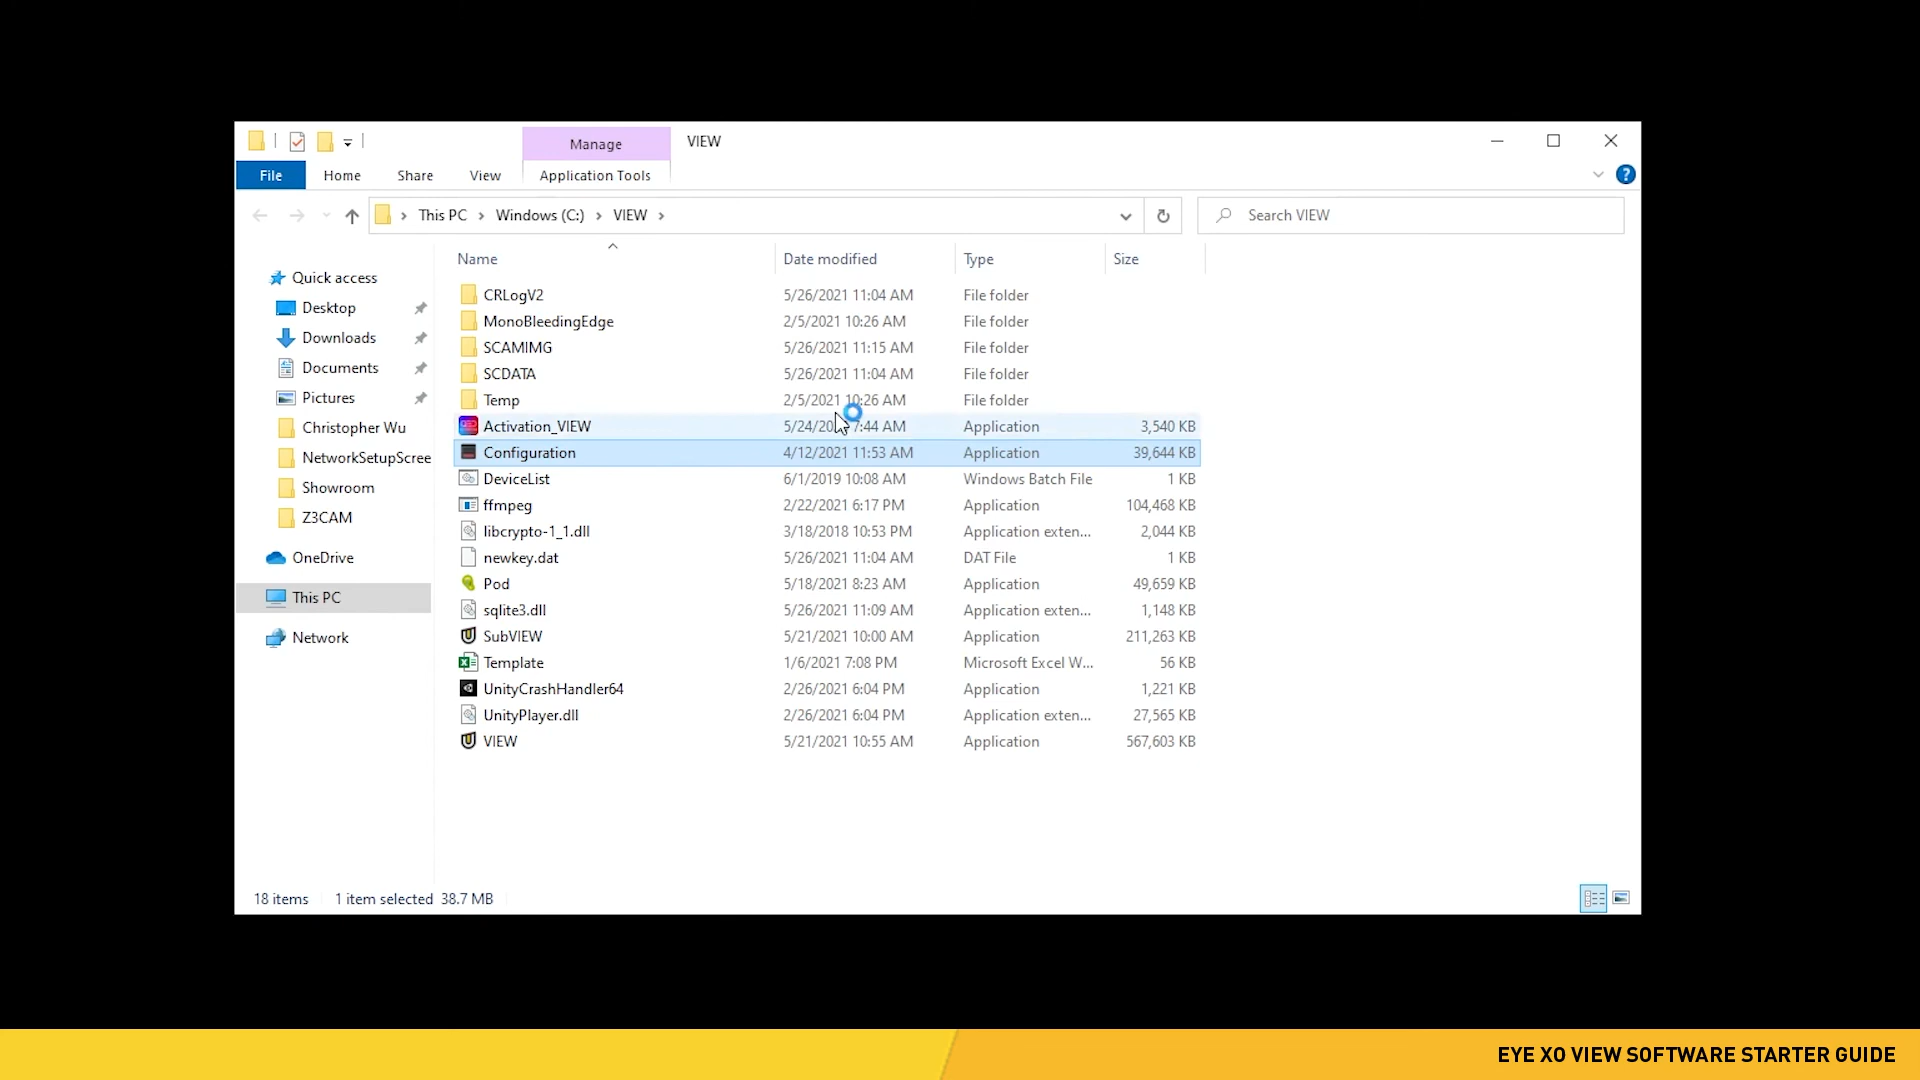 Manage VIEW
File Home Share View Application Tools
This PC Windows (C:) VIEW Search VIEW
Name Date modified Type Size
Quick access
Desktop
Downloads
Documents
Pictures
Christopher Wu
NetworkSetupScree
Showroom
Z3CAM
OneDrive
This PC
Network
CRLogV2 5/26/2021 11:04 AM File folder
MonoBleedingEdge 2/5/2021 10:26 AM File folder
SCAMIMG 5/26/2021 11:15 AM File folder
SCDATA 5/26/2021 11:04 AM File folder
Temp 2/5/2021 10:26 AM File folder
Activation_VIEW 7:44 AM Application 3,540 KB
Configuration 4/12/2021 11:53 AM Application 39,644 KB
DeviceList 6/1/2019 10:08 AM Windows Batch File 1 KB
ffmpeg 2/22/2021 6:17 PM Application 104,468 KB
libcrypto-1_1.dll 3/18/2018 10:53 PM Application exten... 2,044 KB
newkey.dat 5/26/2021 11:04 AM DAT File 1 KB
Pod 5/18/2021 8:23 AM Application 49,659 KB
sqlite3.dll 5/26/2021 11:09 AM Application exten... 1,148 KB
SubVIEW 5/21/2021 10:00 AM Application 211,263 KB
Template 1/6/2021 7:08 PM Microsoft Excel W... 56 KB
UnityCrashHandler64 2/26/2021 6:04 PM Application 1,221 KB
UnityPlayer.dll 2/26/2021 6:04 PM Application exten... 27,565 KB
VIEW 5/21/2021 10:55 AM Application 567,603 KB
18 items 1 item selected 38.7 MB
EYE XO VIEW SOFTWARE STARTER GUIDE